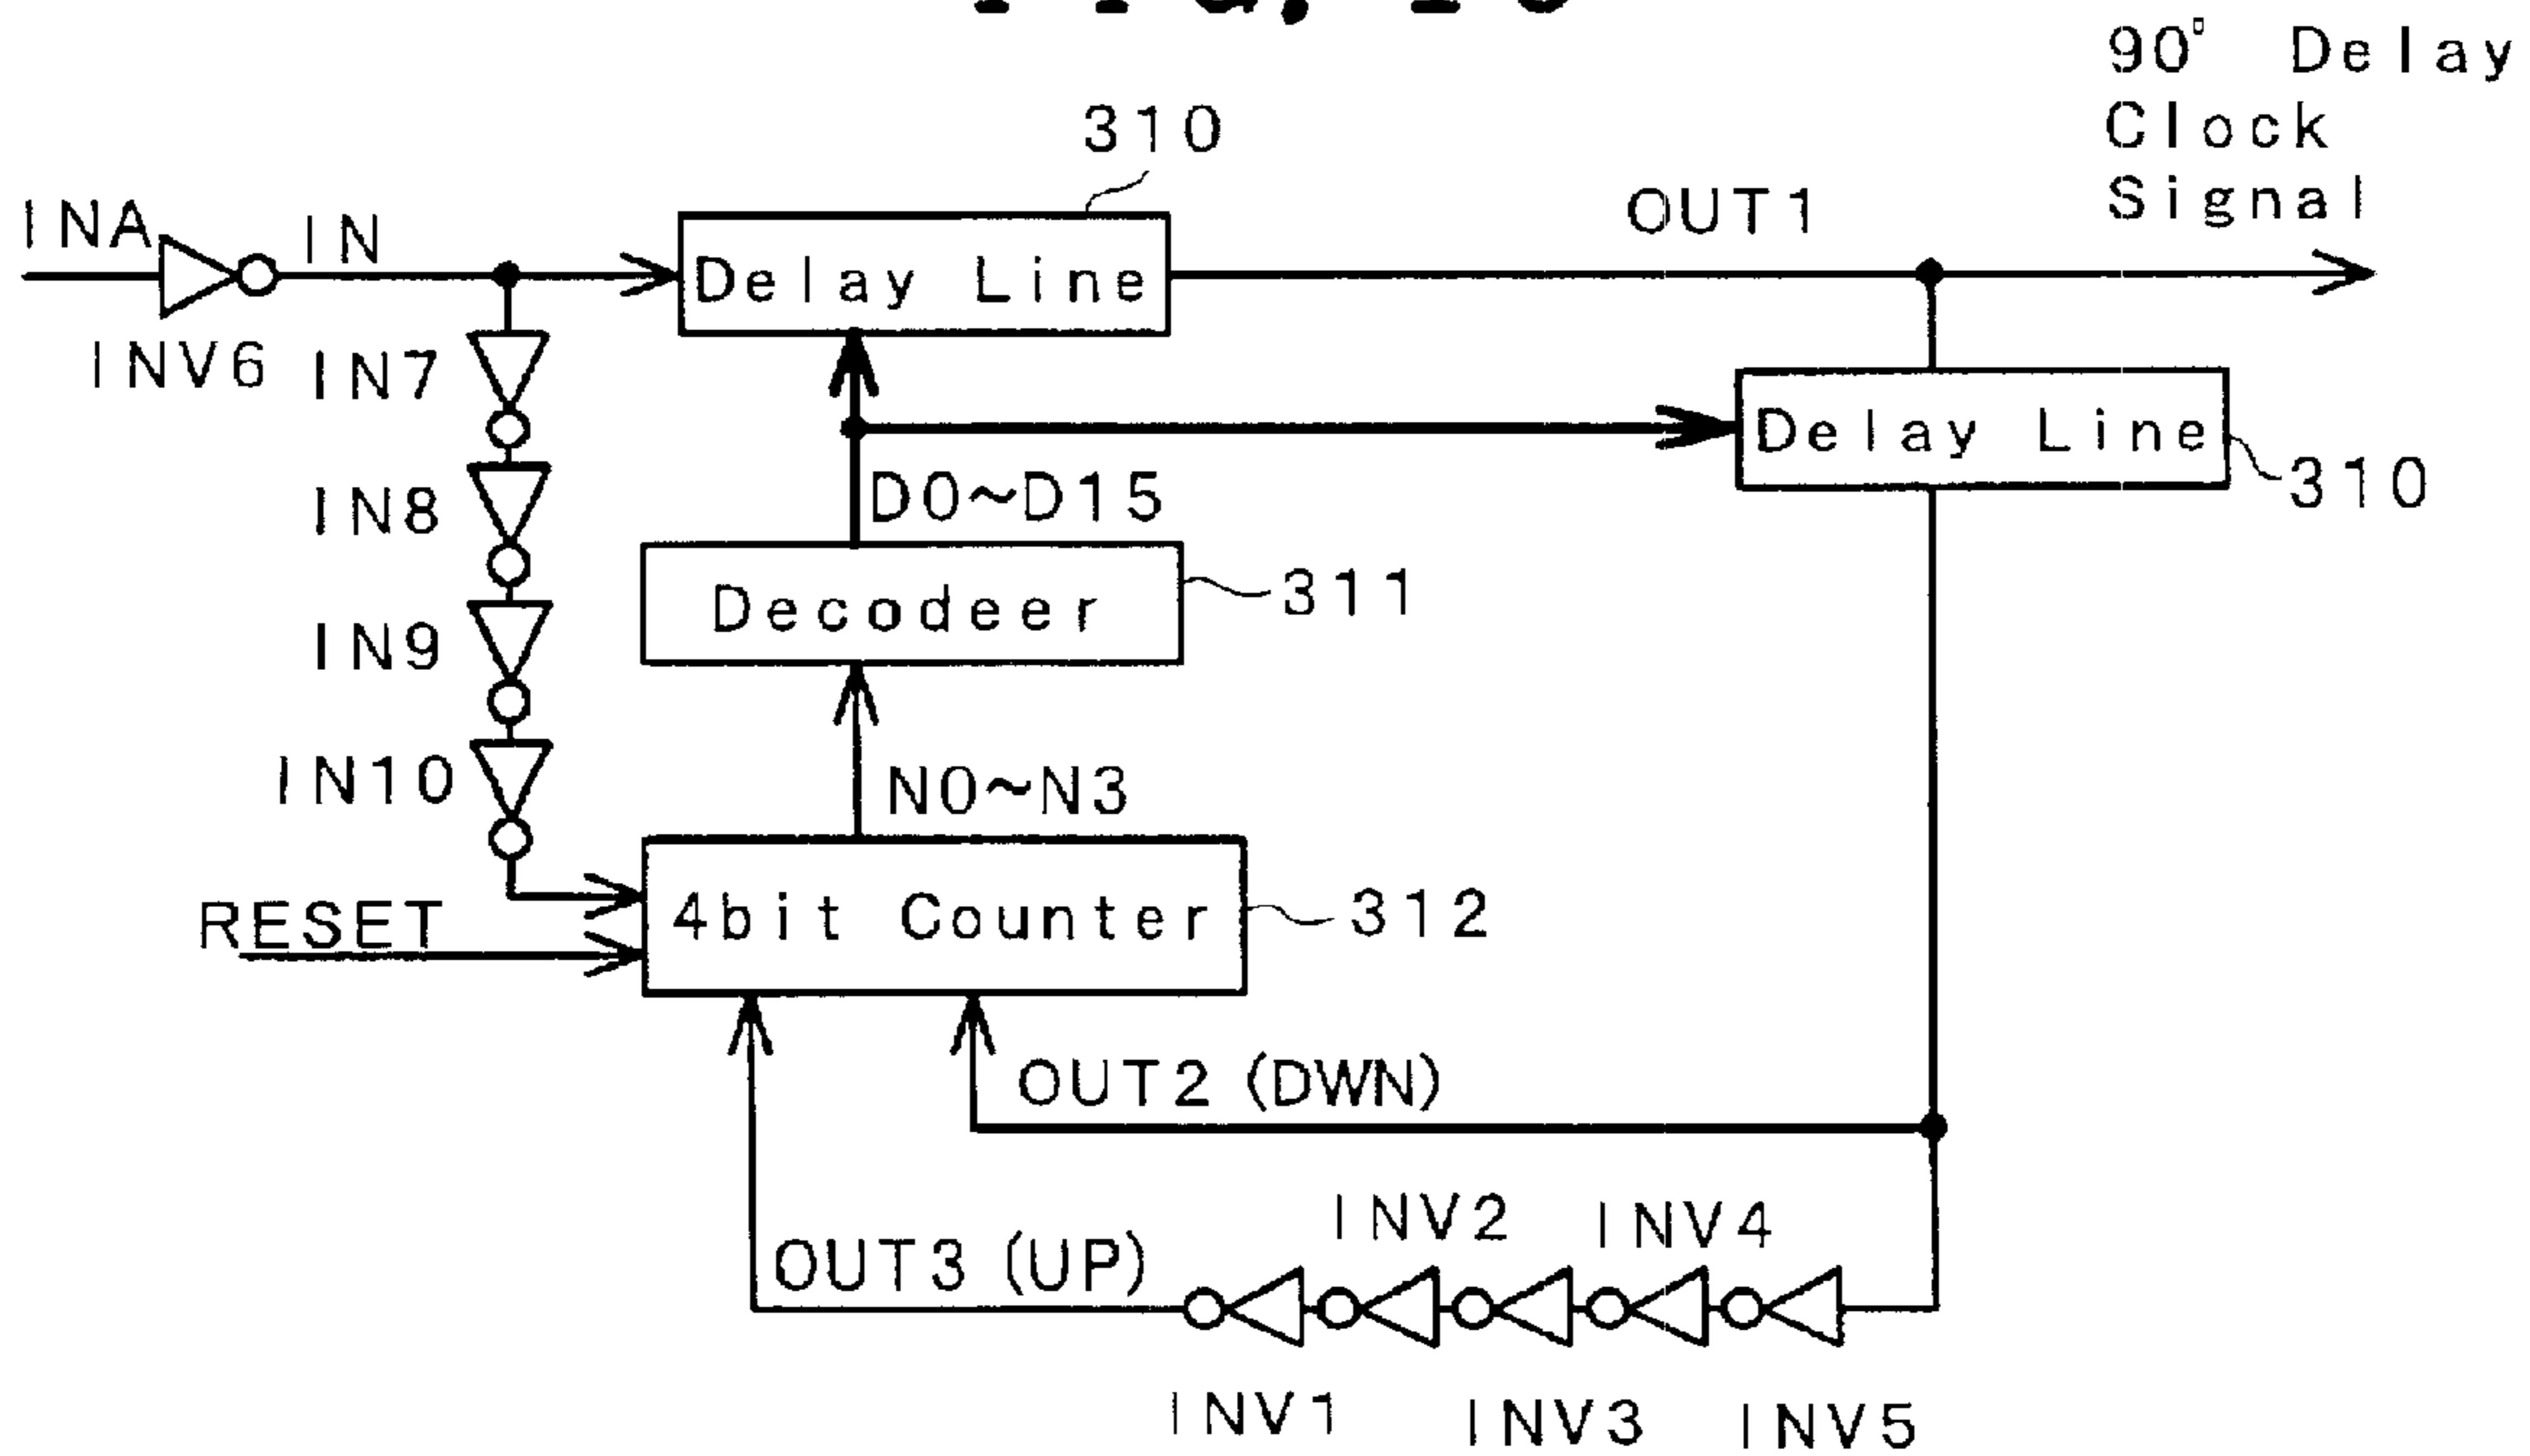 90° Delay
Clock
Signal
310
OUT1
INA
IN
Delay Line
INV6
IN7
Delay Line
310
IN8
D0~D15
Decodeer
311
IN9
IN10
N0~N3
4bit Counter
312
RESET
OUT2 (DWN)
INV2
INV4
OUT3 (UP)
INV1
INV3
INV5